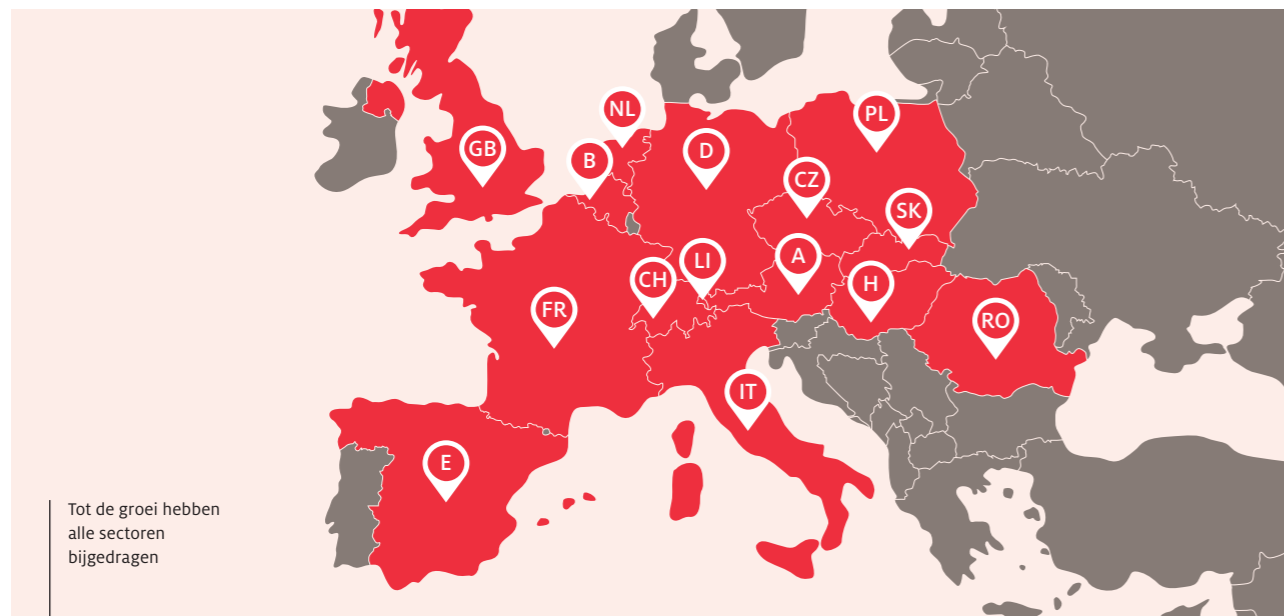 NL
PL
GB
B
D
CZ
SK
CH
LI
A
H
FR
RO
IT
E
Tot de groei hebben
alle sectoren
bijgedragen